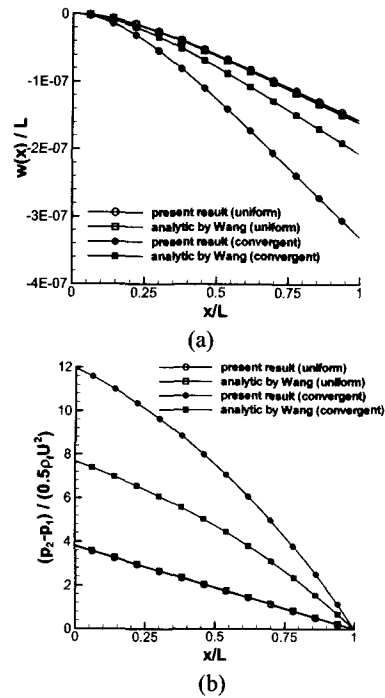 0
-1E-07
-2E-07
-3E-07
-4E-07
w(x) / L
present result (uniform)
analytic by Wang (uniform)
present result (convergent)
analytic by Wang (convergent)
0 0.25 0.5 0.75 1
x/L
(a)
12
10
8
6
4
2
0
(p₂-p₁) / (0.5ρ_fU²)
present result (uniform)
analytic by Wang (uniform)
present result (convergent)
analytic by Wang (convergent)
0 0.25 0.5 0.75 1
x/L
(b)